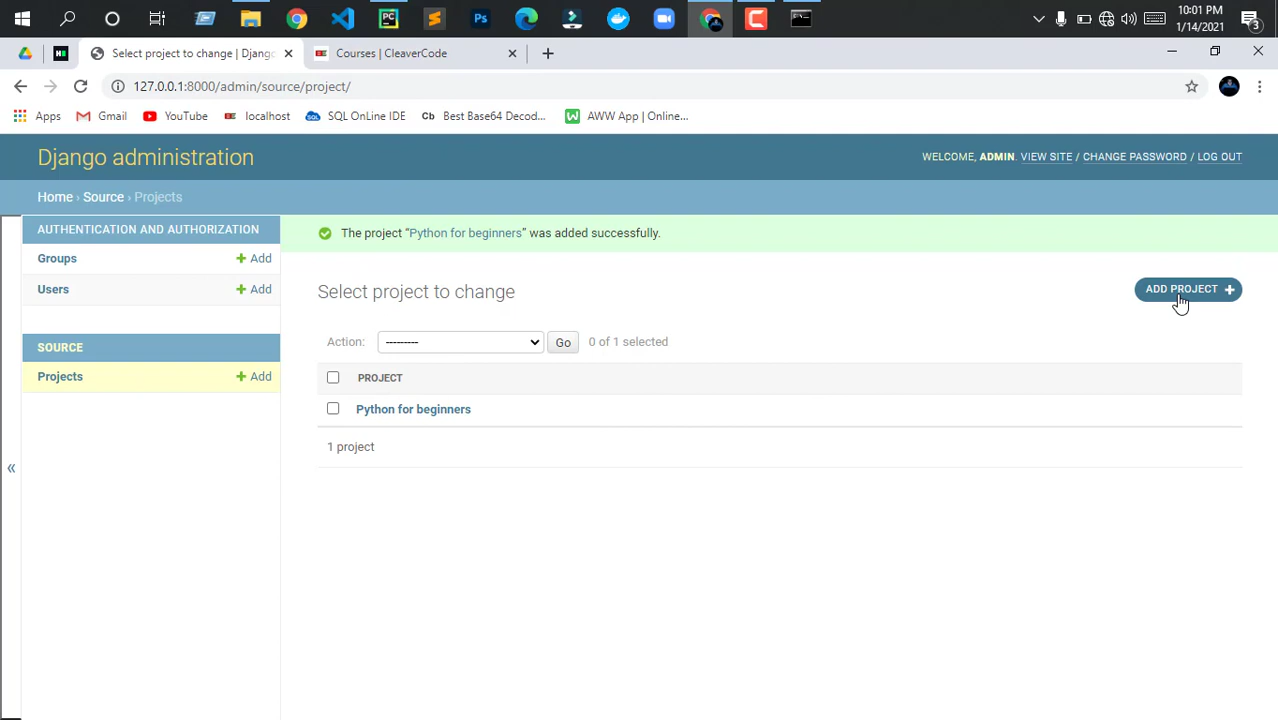 10:01 PM
1/14/2021
3
Select project to change | Djang
Courses | CleaverCode
127.0.0.1:8000/admin/source/project/
Apps
Gmail
YouTube
localhost
SQL OnLine IDE
Cb Best Base64 Decod...
AWW App | Online...
Django administration
WELCOME, ADMIN. VIEW SITE / CHANGE PASSWORD / LOG OUT
Home › Source › Projects
AUTHENTICATION AND AUTHORIZATION
Groups + Add
Users + Add
SOURCE
Projects + Add
«
The project “Python for beginners” was added successfully.
Select project to change
ADD PROJECT +
Action: --------- Go 0 of 1 selected
PROJECT
Python for beginners
1 project